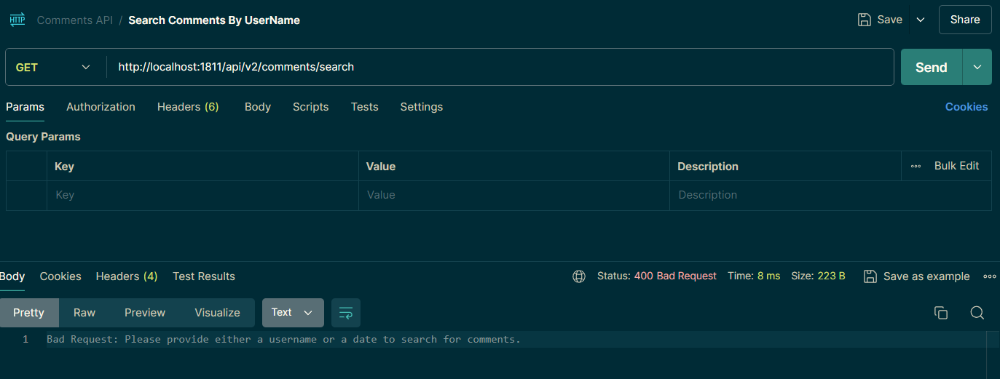 HTTP Comments API / Search Comments By UserName Save Share
GET http://localhost:1811/api/v2/comments/search Send
Params Authorization Headers (6) Body Scripts Tests Settings Cookies
Query Params
Key Value Description Bulk Edit
Key Value Description
Body Cookies Headers (4) Test Results Status: 400 Bad Request Time: 8 ms Size: 223 B Save as example
Pretty Raw Preview Visualize Text
1 Bad Request: Please provide either a username or a date to search for comments.